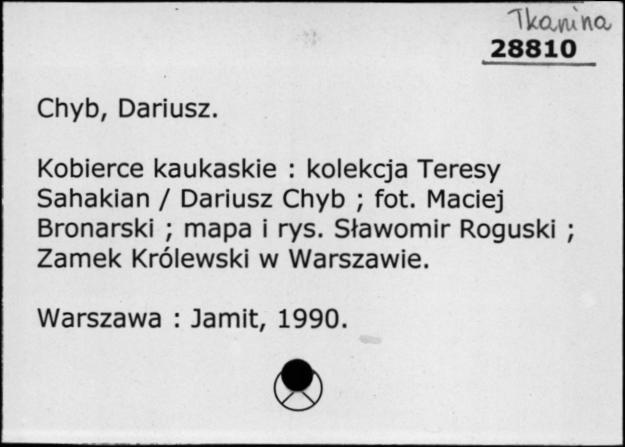 Tkanina
28810
Chyb, Dariusz.
Kobierce kaukaskie : kolekcja Teresy
Sahakian / Dariusz Chyb ; fot. Maciej
Bronarski ; mapa i rys. Sławomir Roguski ;
Zamek Królewski w Warszawie.
Warszawa : Jamit, 1990.